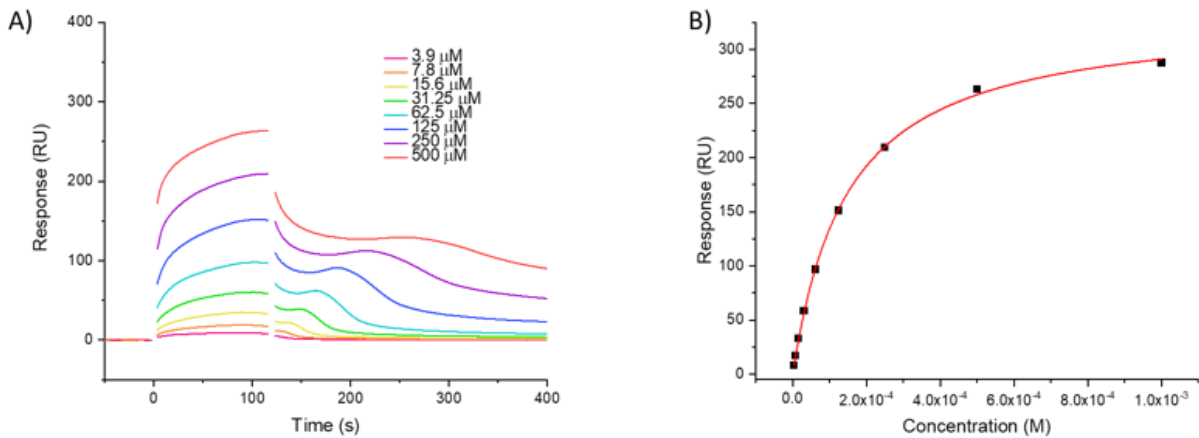 A)
400
300
200
100
0
Response (RU)
3.9 μM
7.8 μM
15.6 μM
31.25 μM
62.5 μM
125 μM
250 μM
500 μM
0 100 200 300 400
Time (s)
B)
300
250
200
150
100
50
0
Response (RU)
0.0 2.0x10⁻⁴ 4.0x10⁻⁴ 6.0x10⁻⁴ 8.0x10⁻⁴ 1.0x10⁻³
Concentration (M)